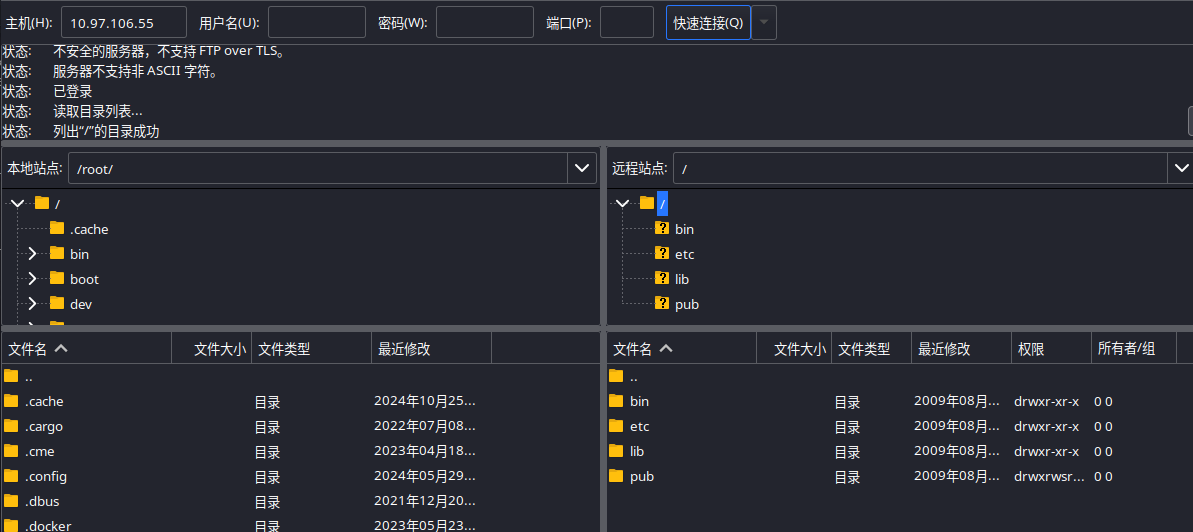 主机(H): 10.97.106.55 用户名(U): 密码(W): 端口(P): 快速连接(Q)
状态: 不安全的服务器，不支持 FTP over TLS。
状态: 服务器不支持非 ASCII 字符。
状态: 已登录
状态: 读取目录列表...
状态: 列出“/”的目录成功
本地站点: /root/
/
.cache
bin
boot
dev
远程站点: /
/
bin
etc
lib
pub
文件名 文件大小 文件类型 最近修改
..
.cache 目录 2024年10月25...
.cargo 目录 2022年07月08...
.cme 目录 2023年04月18...
.config 目录 2024年05月29...
.dbus 目录 2021年12月20...
.docker 目录 2023年05月23...
文件名 文件大小 文件类型 最近修改 权限 所有者/组
..
bin 目录 2009年08月... drwxr-xr-x 0 0
etc 目录 2009年08月... drwxr-xr-x 0 0
lib 目录 2009年08月... drwxr-xr-x 0 0
pub 目录 2009年08月... drwxrwsr... 0 0